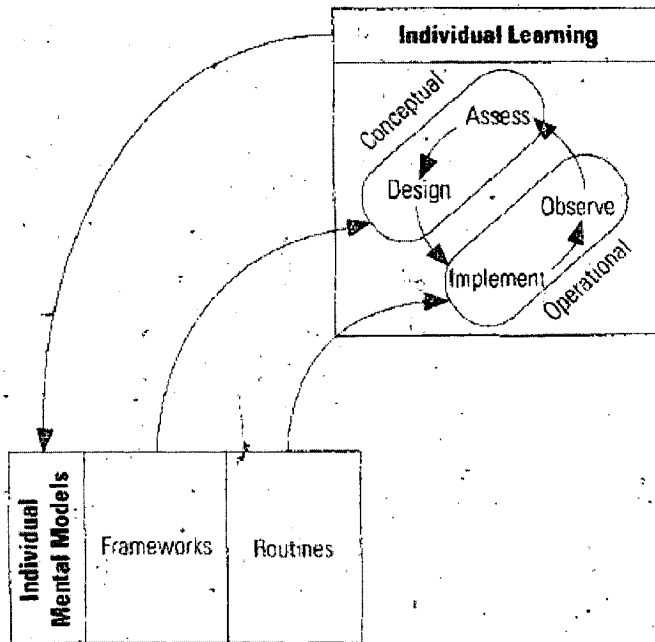 Individual Learning
Conceptual
Assess
Design
Observe
Implement
Operational
Individual
Mental Models
Frameworks
Routines